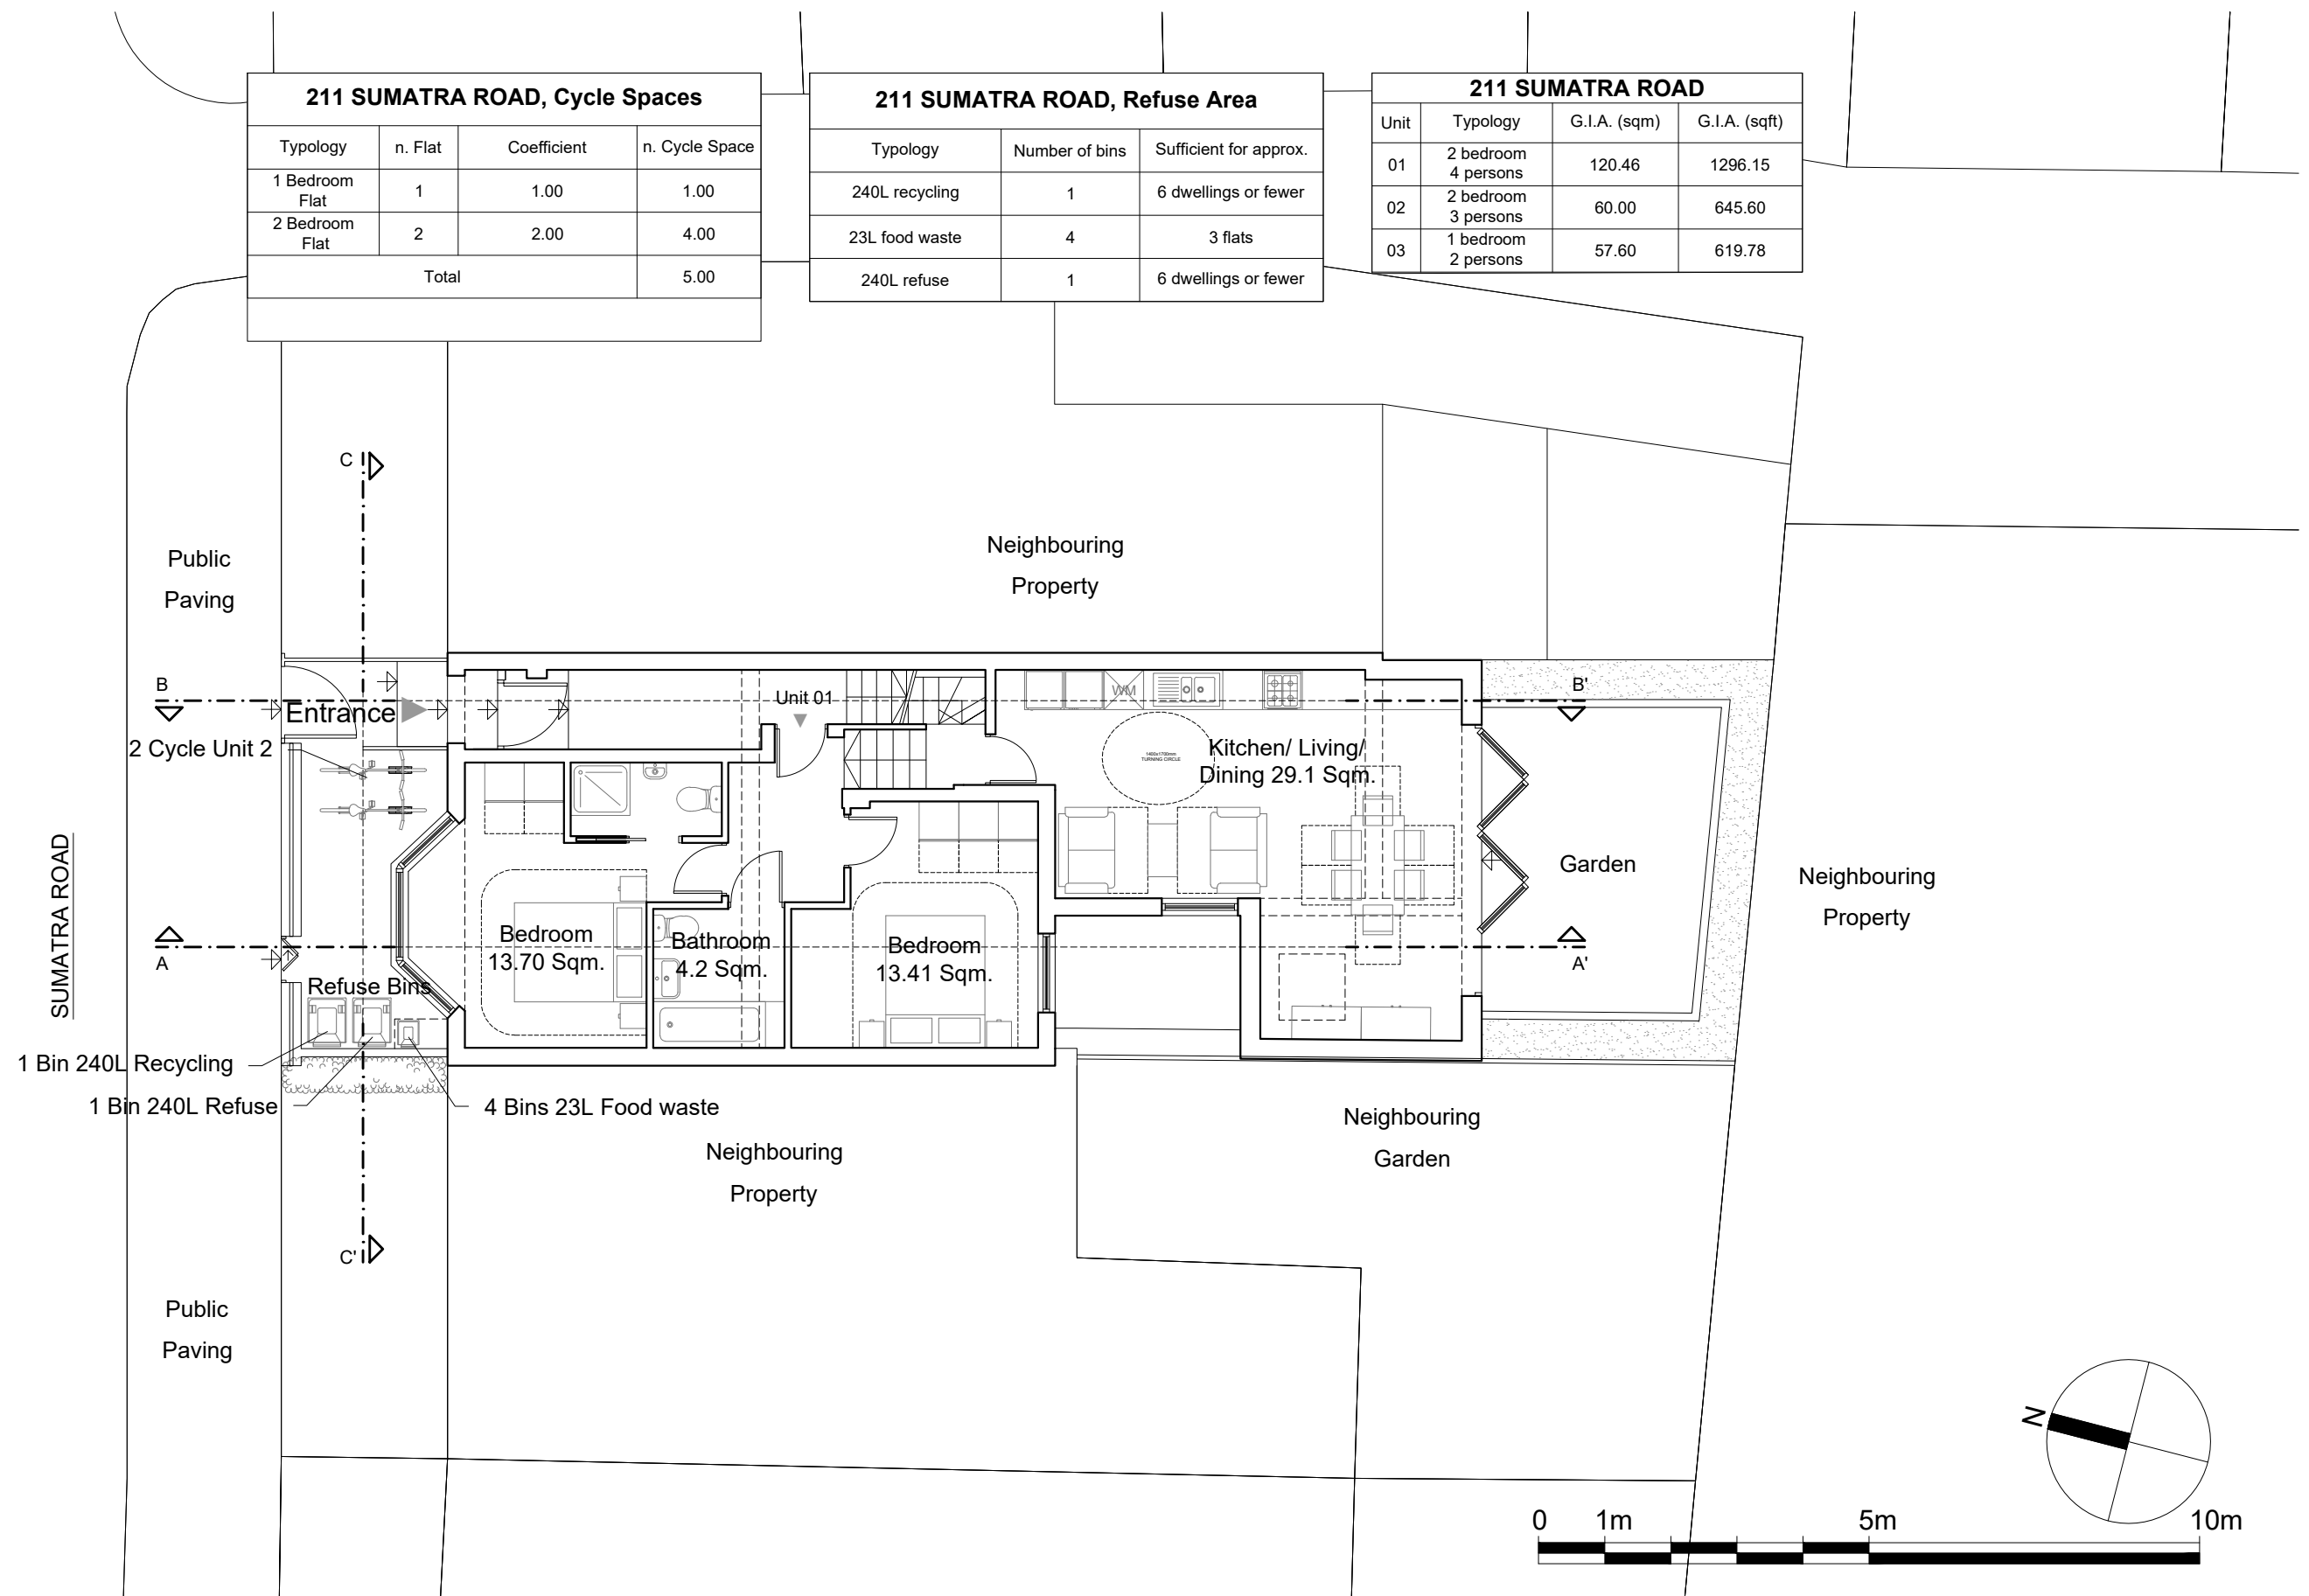 211 SUMATRA ROAD, Cycle Spaces
Typology n. Flat Coefficient n. Cycle Space
1 Bedroom
Flat
1 1.00 1.00
2 Bedroom
Flat
2 2.00 4.00
Total 5.00
211 SUMATRA ROAD, Refuse Area
Typology Number of bins Sufficient for approx.
240L recycling 1 6 dwellings or fewer
23L food waste 4 3 flats
240L refuse 1 6 dwellings or fewer
211 SUMATRA ROAD
Unit Typology G.I.A. (sqm) G.I.A. (sqft)
01 2 bedroom
4 persons
120.46 1296.15
02 2 bedroom
3 persons
60.00 645.60
03 1 bedroom
2 persons
57.60 619.78
C
Public
Paving
Neighbouring
Property
B
Entrance
2 Cycle Unit 2
Unit 01
WM
B'
1400x1700mm
TURNING CIRCLE
Kitchen/ Living/
Dining 29.1 Sqm.
Garden
Neighbouring
Property
SUMATRA ROAD
A
Bedroom
13.70 Sqm.
Bathroom
4.2 Sqm.
Bedroom
13.41 Sqm.
A'
Refuse Bins
1 Bin 240L Recycling
1 Bin 240L Refuse
4 Bins 23L Food waste
Neighbouring
Property
Neighbouring
Garden
C'
Public
Paving
N
0 1m 5m 10m